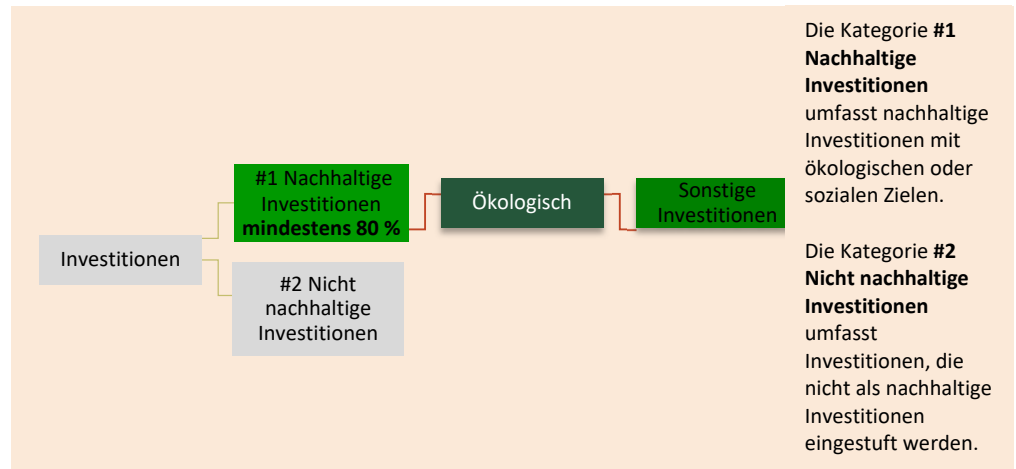 Investitionen
#1 Nachhaltige
Investitionen
mindestens 80 %
#2 Nicht
nachhaltige
Investitionen
Ökologisch
Sonstige
Investitionen
Die Kategorie #1
Nachhaltige
Investitionen
umfasst nachhaltige
Investitionen mit
ökologischen oder
sozialen Zielen.
Die Kategorie #2
Nicht nachhaltige
Investitionen
umfasst
Investitionen, die
nicht als nachhaltige
Investitionen
eingestuft werden.